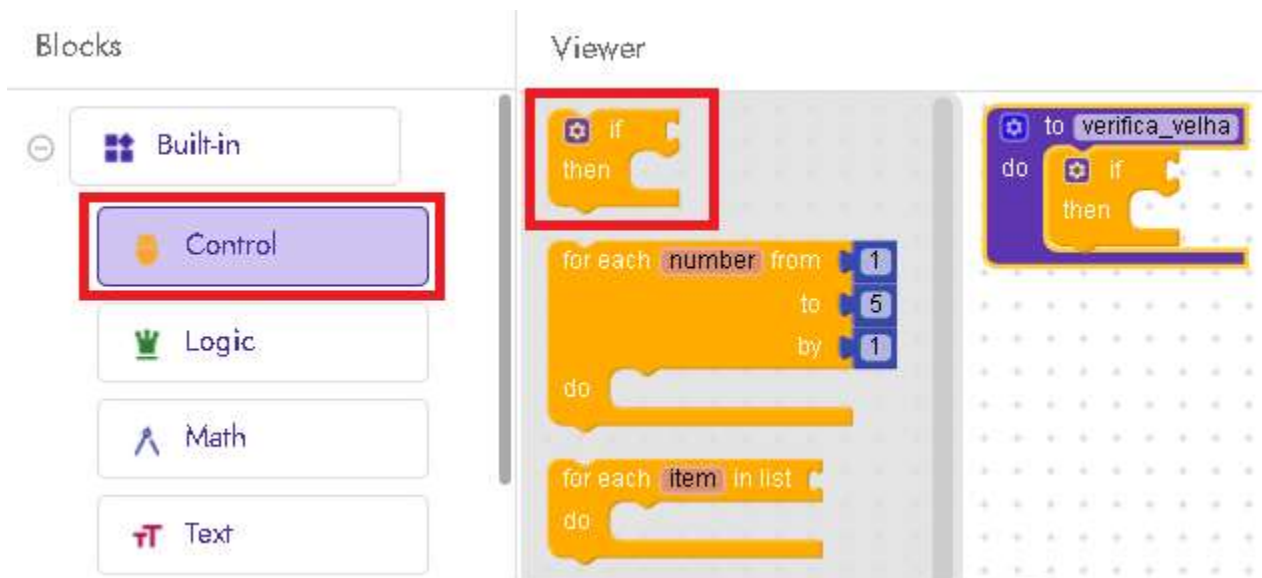 Blocks
Viewer
Built-in
Control
Logic
Math
Text
if
then
for each number from 1
to 5
by 1
do
for each item in list
do
to verifica_velha
do if
then